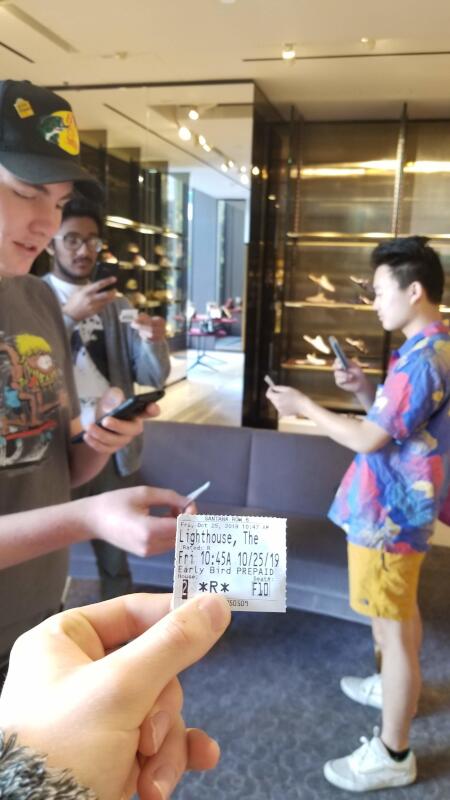 SANTANA ROW 6
Fri, Oct 25, 2019 10:47 AM
Lighthouse, The
Rated: R
Fri 10:45A 10/25/19
Early Bird PREPAID
House: Seat#:
2 *R* F10